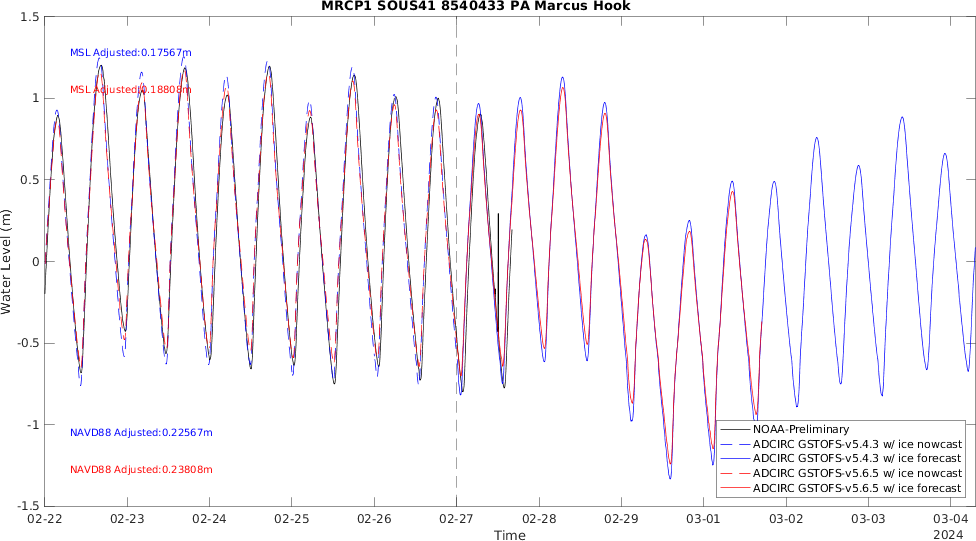 MRCP1 SOUS41 8540433 PA Marcus Hook
1.5
MSL Adjusted:0.17567m
1
MSL Adjusted:0.18808m
0.5
0
Water Level (m)
-0.5
-1
NAVD88 Adjusted:0.22567m
NAVD88 Adjusted:0.23808m
-1.5
NOAA-Preliminary
ADCIRC GSTOFS-v5.4.3 w/ ice nowcast
ADCIRC GSTOFS-v5.4.3 w/ ice forecast
ADCIRC GSTOFS-v5.6.5 w/ ice nowcast
ADCIRC GSTOFS-v5.6.5 w/ ice forecast
02-22 02-23 02-24 02-25 02-26 02-27 02-28 02-29 03-01 03-02 03-03 03-04
Time
2024